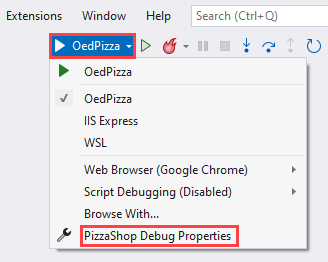 Extensions Window Help Search (Ctrl+Q)
OedPizza
OedPizza
OedPizza
IIS Express
WSL
Web Browser (Google Chrome)
Script Debugging (Disabled)
Browse With...
PizzaShop Debug Properties